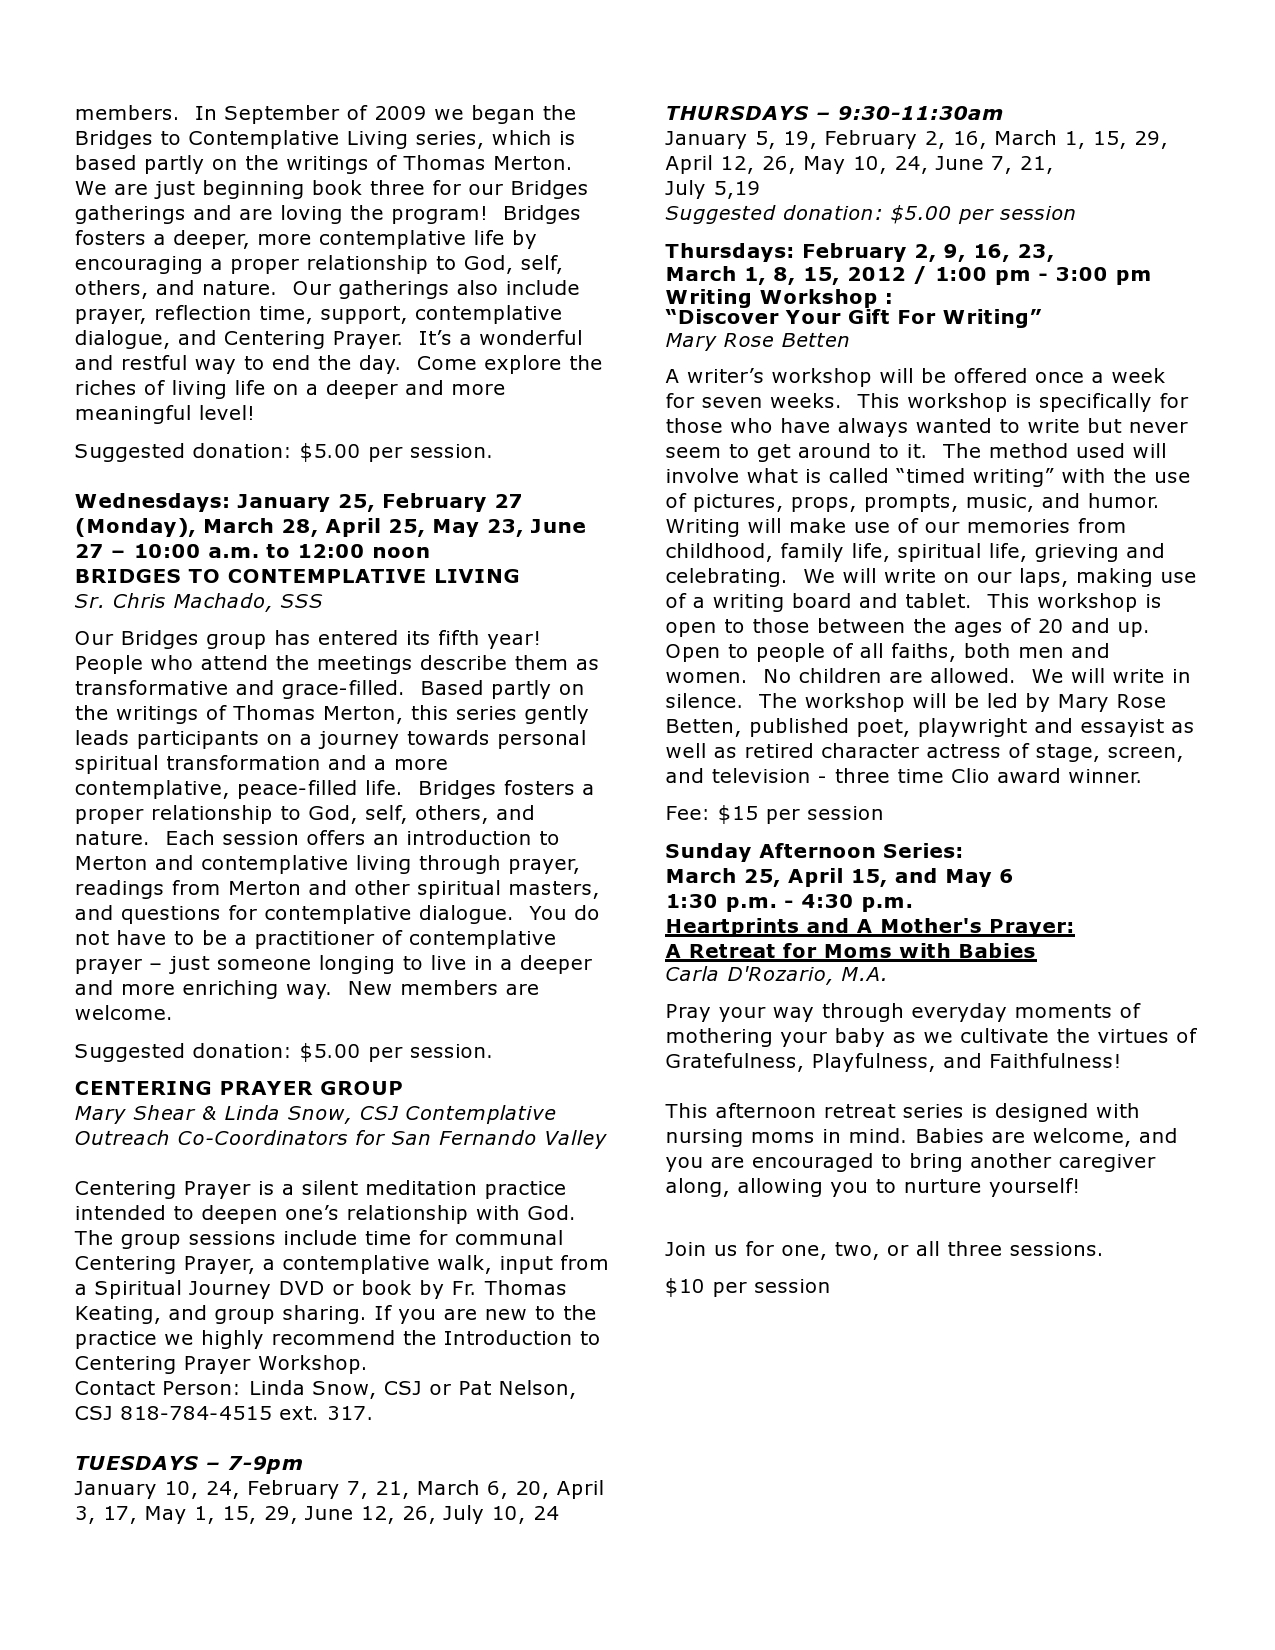 members.  In September of 2009 we began the
Bridges to Contemplative Living series, which is
based partly on the writings of Thomas Merton.
We are just beginning book three for our Bridges
gatherings and are loving the program!  Bridges
fosters a deeper, more contemplative life by
encouraging a proper relationship to God, self,
others, and nature.  Our gatherings also include
prayer, reflection time, support, contemplative
dialogue, and Centering Prayer.  It’s a wonderful
and restful way to end the day.  Come explore the
riches of living life on a deeper and more
meaningful level!
Suggested donation: $5.00 per session.
Wednesdays: January 25, February 27
(Monday), March 28, April 25, May 23, June
27 – 10:00 a.m. to 12:00 noon
BRIDGES TO CONTEMPLATIVE LIVING
Sr. Chris Machado, SSS
Our Bridges group has entered its fifth year!
People who attend the meetings describe them as
transformative and grace-filled.  Based partly on
the writings of Thomas Merton, this series gently
leads participants on a journey towards personal
spiritual transformation and a more
contemplative, peace-filled life.  Bridges fosters a
proper relationship to God, self, others, and
nature.  Each session offers an introduction to
Merton and contemplative living through prayer,
readings from Merton and other spiritual masters,
and questions for contemplative dialogue.  You do
not have to be a practitioner of contemplative
prayer – just someone longing to live in a deeper
and more enriching way.  New members are
welcome.
Suggested donation: $5.00 per session.
CENTERING PRAYER GROUP
Mary Shear & Linda Snow, CSJ Contemplative
Outreach Co-Coordinators for San Fernando Valley
Centering Prayer is a silent meditation practice
intended to deepen one’s relationship with God.
The group sessions include time for communal
Centering Prayer, a contemplative walk, input from
a Spiritual Journey DVD or book by Fr. Thomas
Keating, and group sharing. If you are new to the
practice we highly recommend the Introduction to
Centering Prayer Workshop.
Contact Person: Linda Snow, CSJ or Pat Nelson,
CSJ 818-784-4515 ext. 317.
TUESDAYS – 7-9pm
January 10, 24, February 7, 21, March 6, 20, April
3, 17, May 1, 15, 29, June 12, 26, July 10, 24
THURSDAYS – 9:30-11:30am
January 5, 19, February 2, 16, March 1, 15, 29,
April 12, 26, May 10, 24, June 7, 21,
July 5,19
Suggested donation: $5.00 per session
Thursdays: February 2, 9, 16, 23,
March 1, 8, 15, 2012 / 1:00 pm - 3:00 pm
Writing Workshop :
“Discover Your Gift For Writing”
Mary Rose Betten
A writer’s workshop will be offered once a week
for seven weeks.  This workshop is specifically for
those who have always wanted to write but never
seem to get around to it.  The method used will
involve what is called “timed writing” with the use
of pictures, props, prompts, music, and humor.
Writing will make use of our memories from
childhood, family life, spiritual life, grieving and
celebrating.  We will write on our laps, making use
of a writing board and tablet.  This workshop is
open to those between the ages of 20 and up.
Open to people of all faiths, both men and
women.  No children are allowed.  We will write in
silence.  The workshop will be led by Mary Rose
Betten, published poet, playwright and essayist as
well as retired character actress of stage, screen,
and television - three time Clio award winner.
Fee: $15 per session
Sunday Afternoon Series:
March 25, April 15, and May 6
1:30 p.m. - 4:30 p.m.
Heartprints and A Mother's Prayer:
A Retreat for Moms with Babies
Carla D'Rozario, M.A.
Pray your way through everyday moments of
mothering your baby as we cultivate the virtues of
Gratefulness, Playfulness, and Faithfulness!
This afternoon retreat series is designed with
nursing moms in mind. Babies are welcome, and
you are encouraged to bring another caregiver
along, allowing you to nurture yourself!
Join us for one, two, or all three sessions.
$10 per session